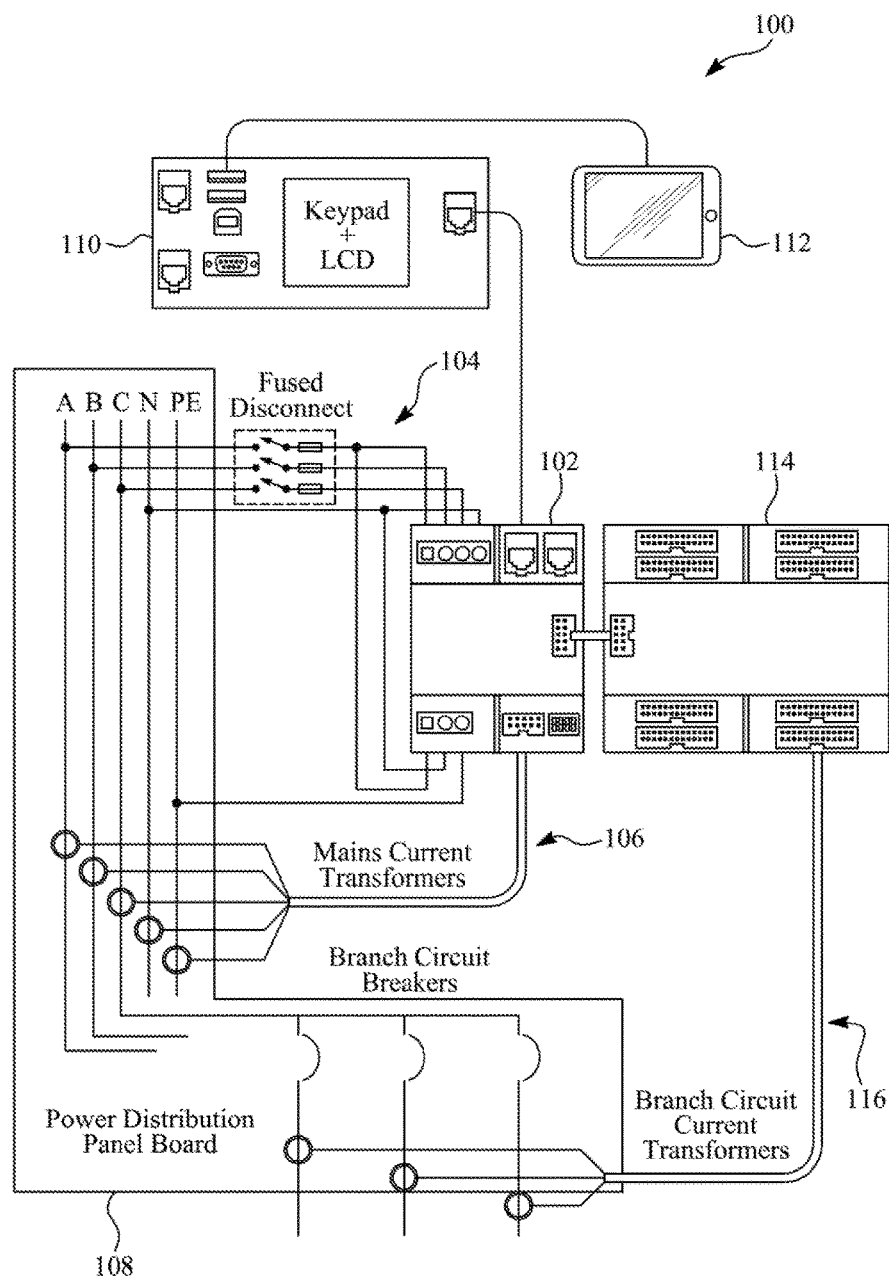 100
Keypad
+
LCD
110
112
104
Fused
Disconnect
A B C N PE
102
114
106
Mains Current
Transformers
Branch Circuit
Breakers
116
Power Distribution
Panel Board
Branch Circuit
Current
Transformers
108